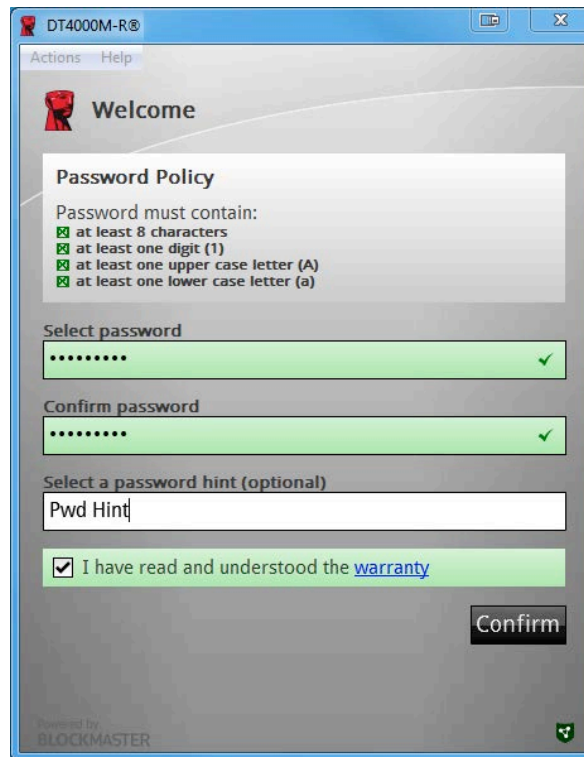 DT4000M-R®
Actions Help
Welcome
Password Policy
Password must contain:
at least 8 characters
at least one digit (1)
at least one upper case letter (A)
at least one lower case letter (a)
Select password
•••••••••
Confirm password
•••••••••
Select a password hint (optional)
Pwd Hint
I have read and understood the warranty
Confirm
Powered by
BLOCKMASTER